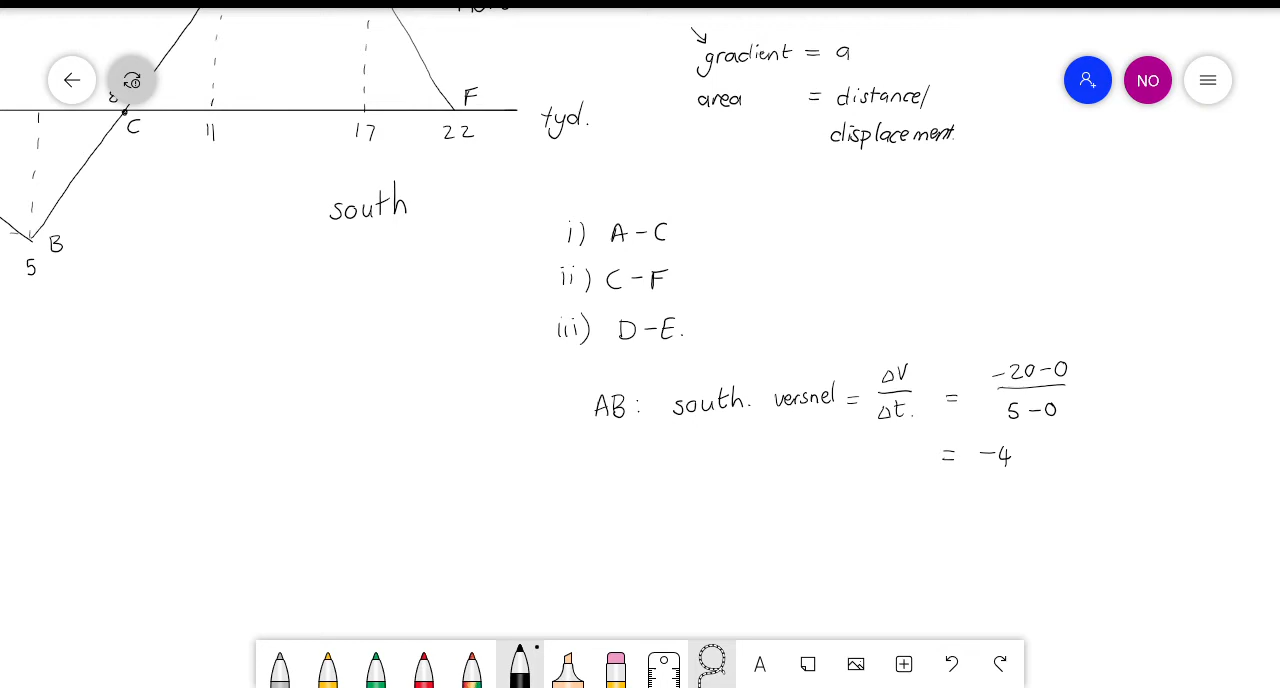 gradient = a
area = distance/
displacement
F
C
11
17
22
tyd.
south
B
5
i) A-C
ii) C-F
iii) D-E.
AB: south. versnel = ΔV/Δt. = -20-0/5-0
= -4
NO
A